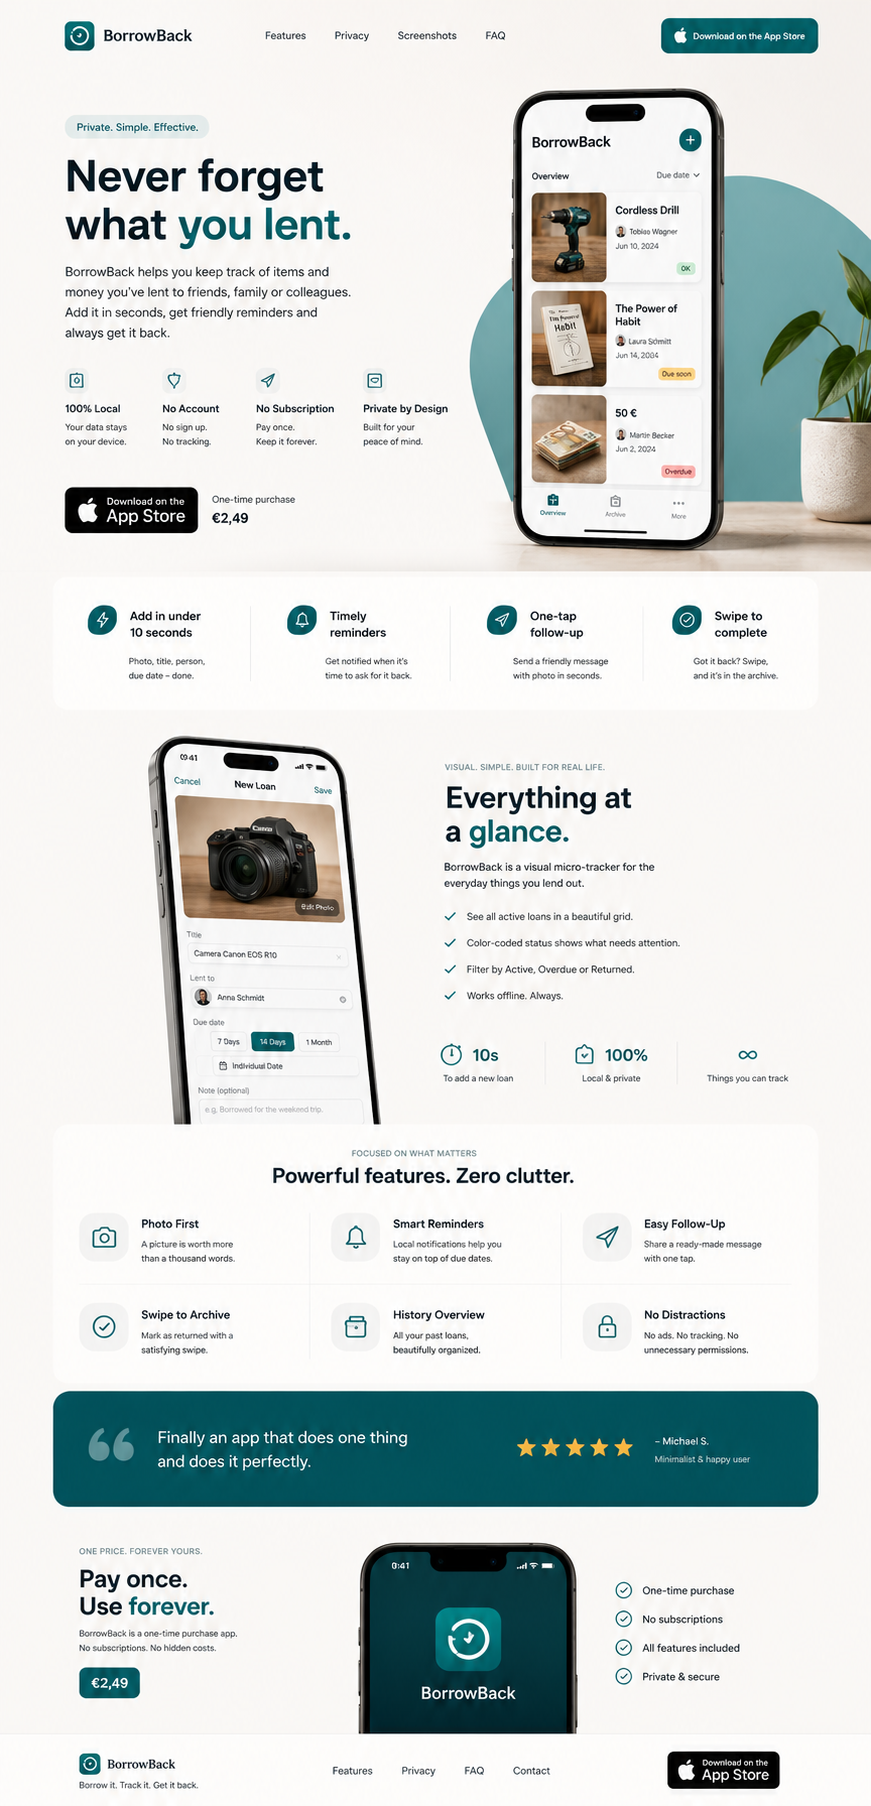 BorrowBack
Features
Privacy
Screenshots
FAQ
Download on the App Store
Private. Simple. Effective.
Never forget
what you lent.
BorrowBack helps you keep track of items and
money you've lent to friends, family or colleagues.
Add it in seconds, get friendly reminders and
always get it back.
100% Local
Your data stays
on your device.
No Account
No sign up.
No tracking.
No Subscription
Pay once.
Keep it forever.
Private by Design
Built for your
peace of mind.
Download on the
App Store
One-time purchase
€2,49
BorrowBack
Overview
Due date
Cordless Drill
Tobias Wagner
Jun 10, 2024
OK
The Power of Habit
The Power of
Habit
Laura Schmitt
Jun 14, 2024
Due soon
50 €
Martin Becker
Jun 2, 2024
Overdue
Overview
Archive
More
Add in under
10 seconds
Photo, title, person,
due date – done.
Timely
reminders
Get notified when it's
time to ask for it back.
One-tap
follow-up
Send a friendly message
with photo in seconds.
Swipe to
complete
Got it back? Swipe,
and it's in the archive.
09:41
Cancel
New Loan
Save
Canon
Edit Photo
Title
Camera Canon EOS R10
Lent to
Anna Schmidt
Due date
7 Days
14 Days
1 Month
Individual Date
Note (optional)
e.g. Borrowed for the weekend trip.
VISUAL. SIMPLE. BUILT FOR REAL LIFE.
Everything at
a glance.
BorrowBack is a visual micro-tracker for the
everyday things you lend out.
See all active loans in a beautiful grid.
Color-coded status shows what needs attention.
Filter by Active, Overdue or Returned.
Works offline. Always.
10s
To add a new loan
100%
Local & private
∞
Things you can track
FOCUSED ON WHAT MATTERS
Powerful features. Zero clutter.
Photo First
A picture is worth more
than a thousand words.
Smart Reminders
Local notifications help you
stay on top of due dates.
Easy Follow-Up
Share a ready-made message
with one tap.
Swipe to Archive
Mark as returned with a
satisfying swipe.
History Overview
All your past loans,
beautifully organized.
No Distractions
No ads. No tracking. No
unnecessary permissions.
Finally an app that does one thing
and does it perfectly.
– Michael S.
Minimalist & happy user
ONE PRICE. FOREVER YOURS.
Pay once.
Use forever.
BorrowBack is a one-time purchase app.
No subscriptions. No hidden costs.
€2,49
9:41
BorrowBack
One-time purchase
No subscriptions
All features included
Private & secure
BorrowBack
Borrow it. Track it. Get it back.
Features
Privacy
FAQ
Contact
Download on the
App Store